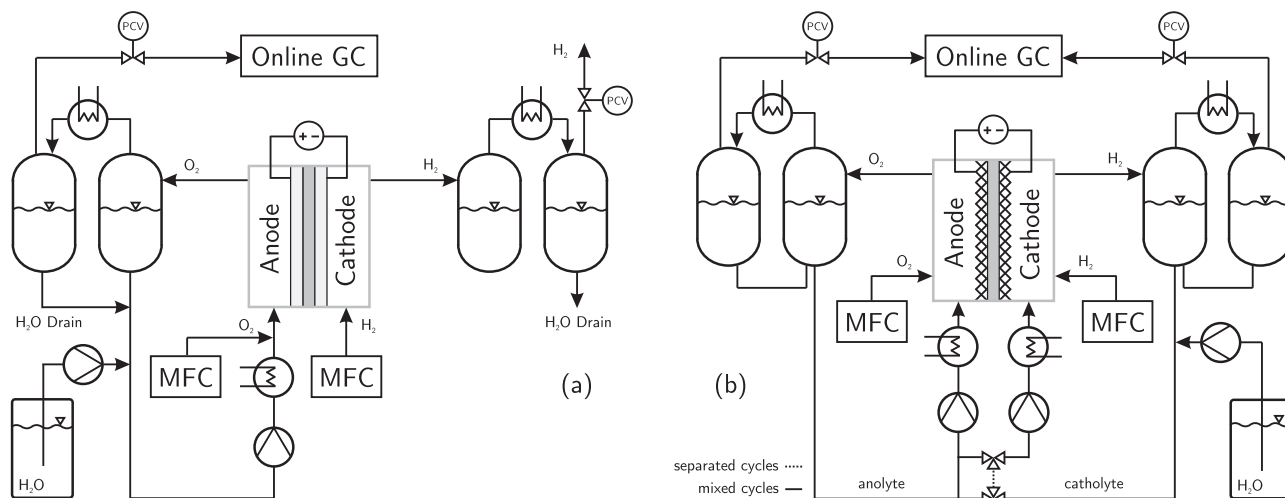 PCV
Online GC
H₂
PCV
O₂
H₂
Anode
Cathode
H₂O Drain
O₂
H₂
H₂O Drain
MFC
MFC
(a)
H₂O
PCV
Online GC
PCV
O₂
H₂
Anode
Cathode
O₂
H₂
MFC
MFC
(b)
separated cycles
mixed cycles
anolyte
catholyte
H₂O